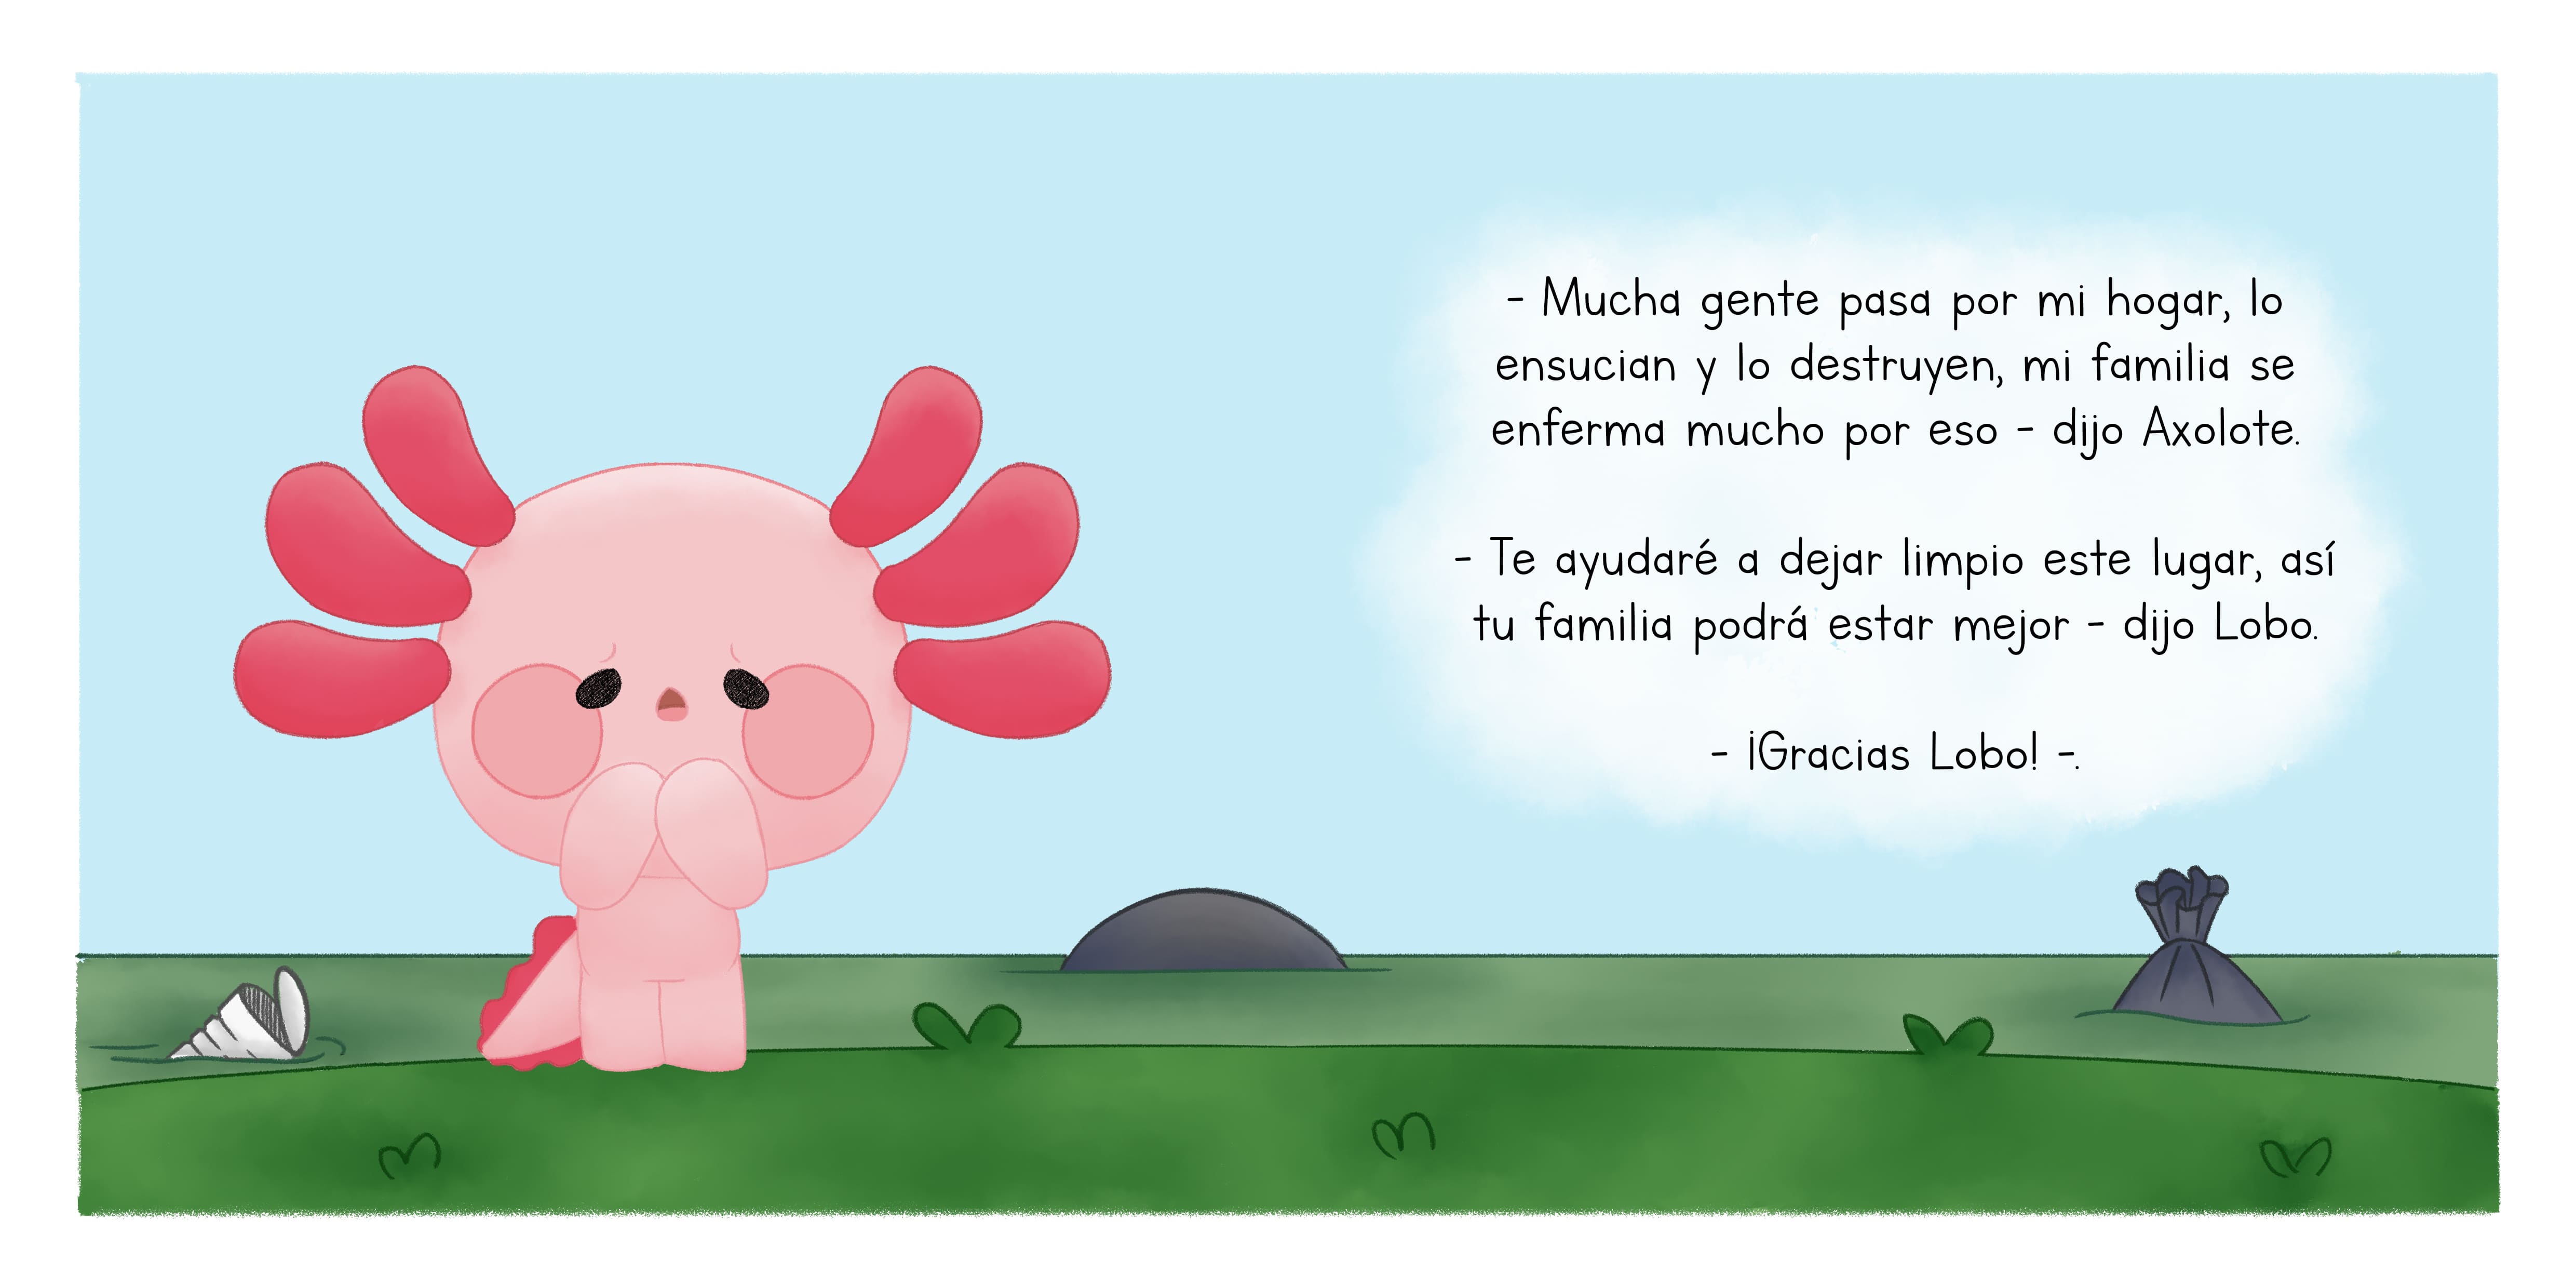 - Mucha gente pasa por mi hogar, lo
ensucian y lo destruyen, mi familia se
enferma mucho por eso - dijo Axolote.
- Te ayudaré a dejar limpio este lugar, así
tu familia podrá estar mejor - dijo Lobo.
- ¡Gracias Lobo! -.